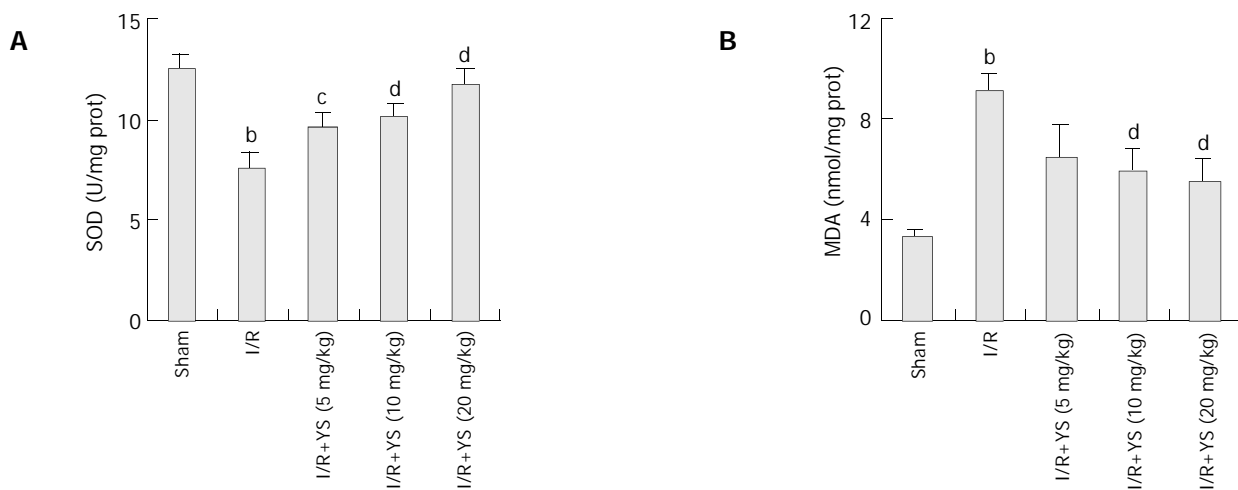 A
SOD (U/mg prot)
15
10
5
0
b
c
d
d
Sham
I/R
I/R+YS (5 mg/kg)
I/R+YS (10 mg/kg)
I/R+YS (20 mg/kg)
B
MDA (nmol/mg prot)
12
8
4
0
b
d
d
Sham
I/R
I/R+YS (5 mg/kg)
I/R+YS (10 mg/kg)
I/R+YS (20 mg/kg)